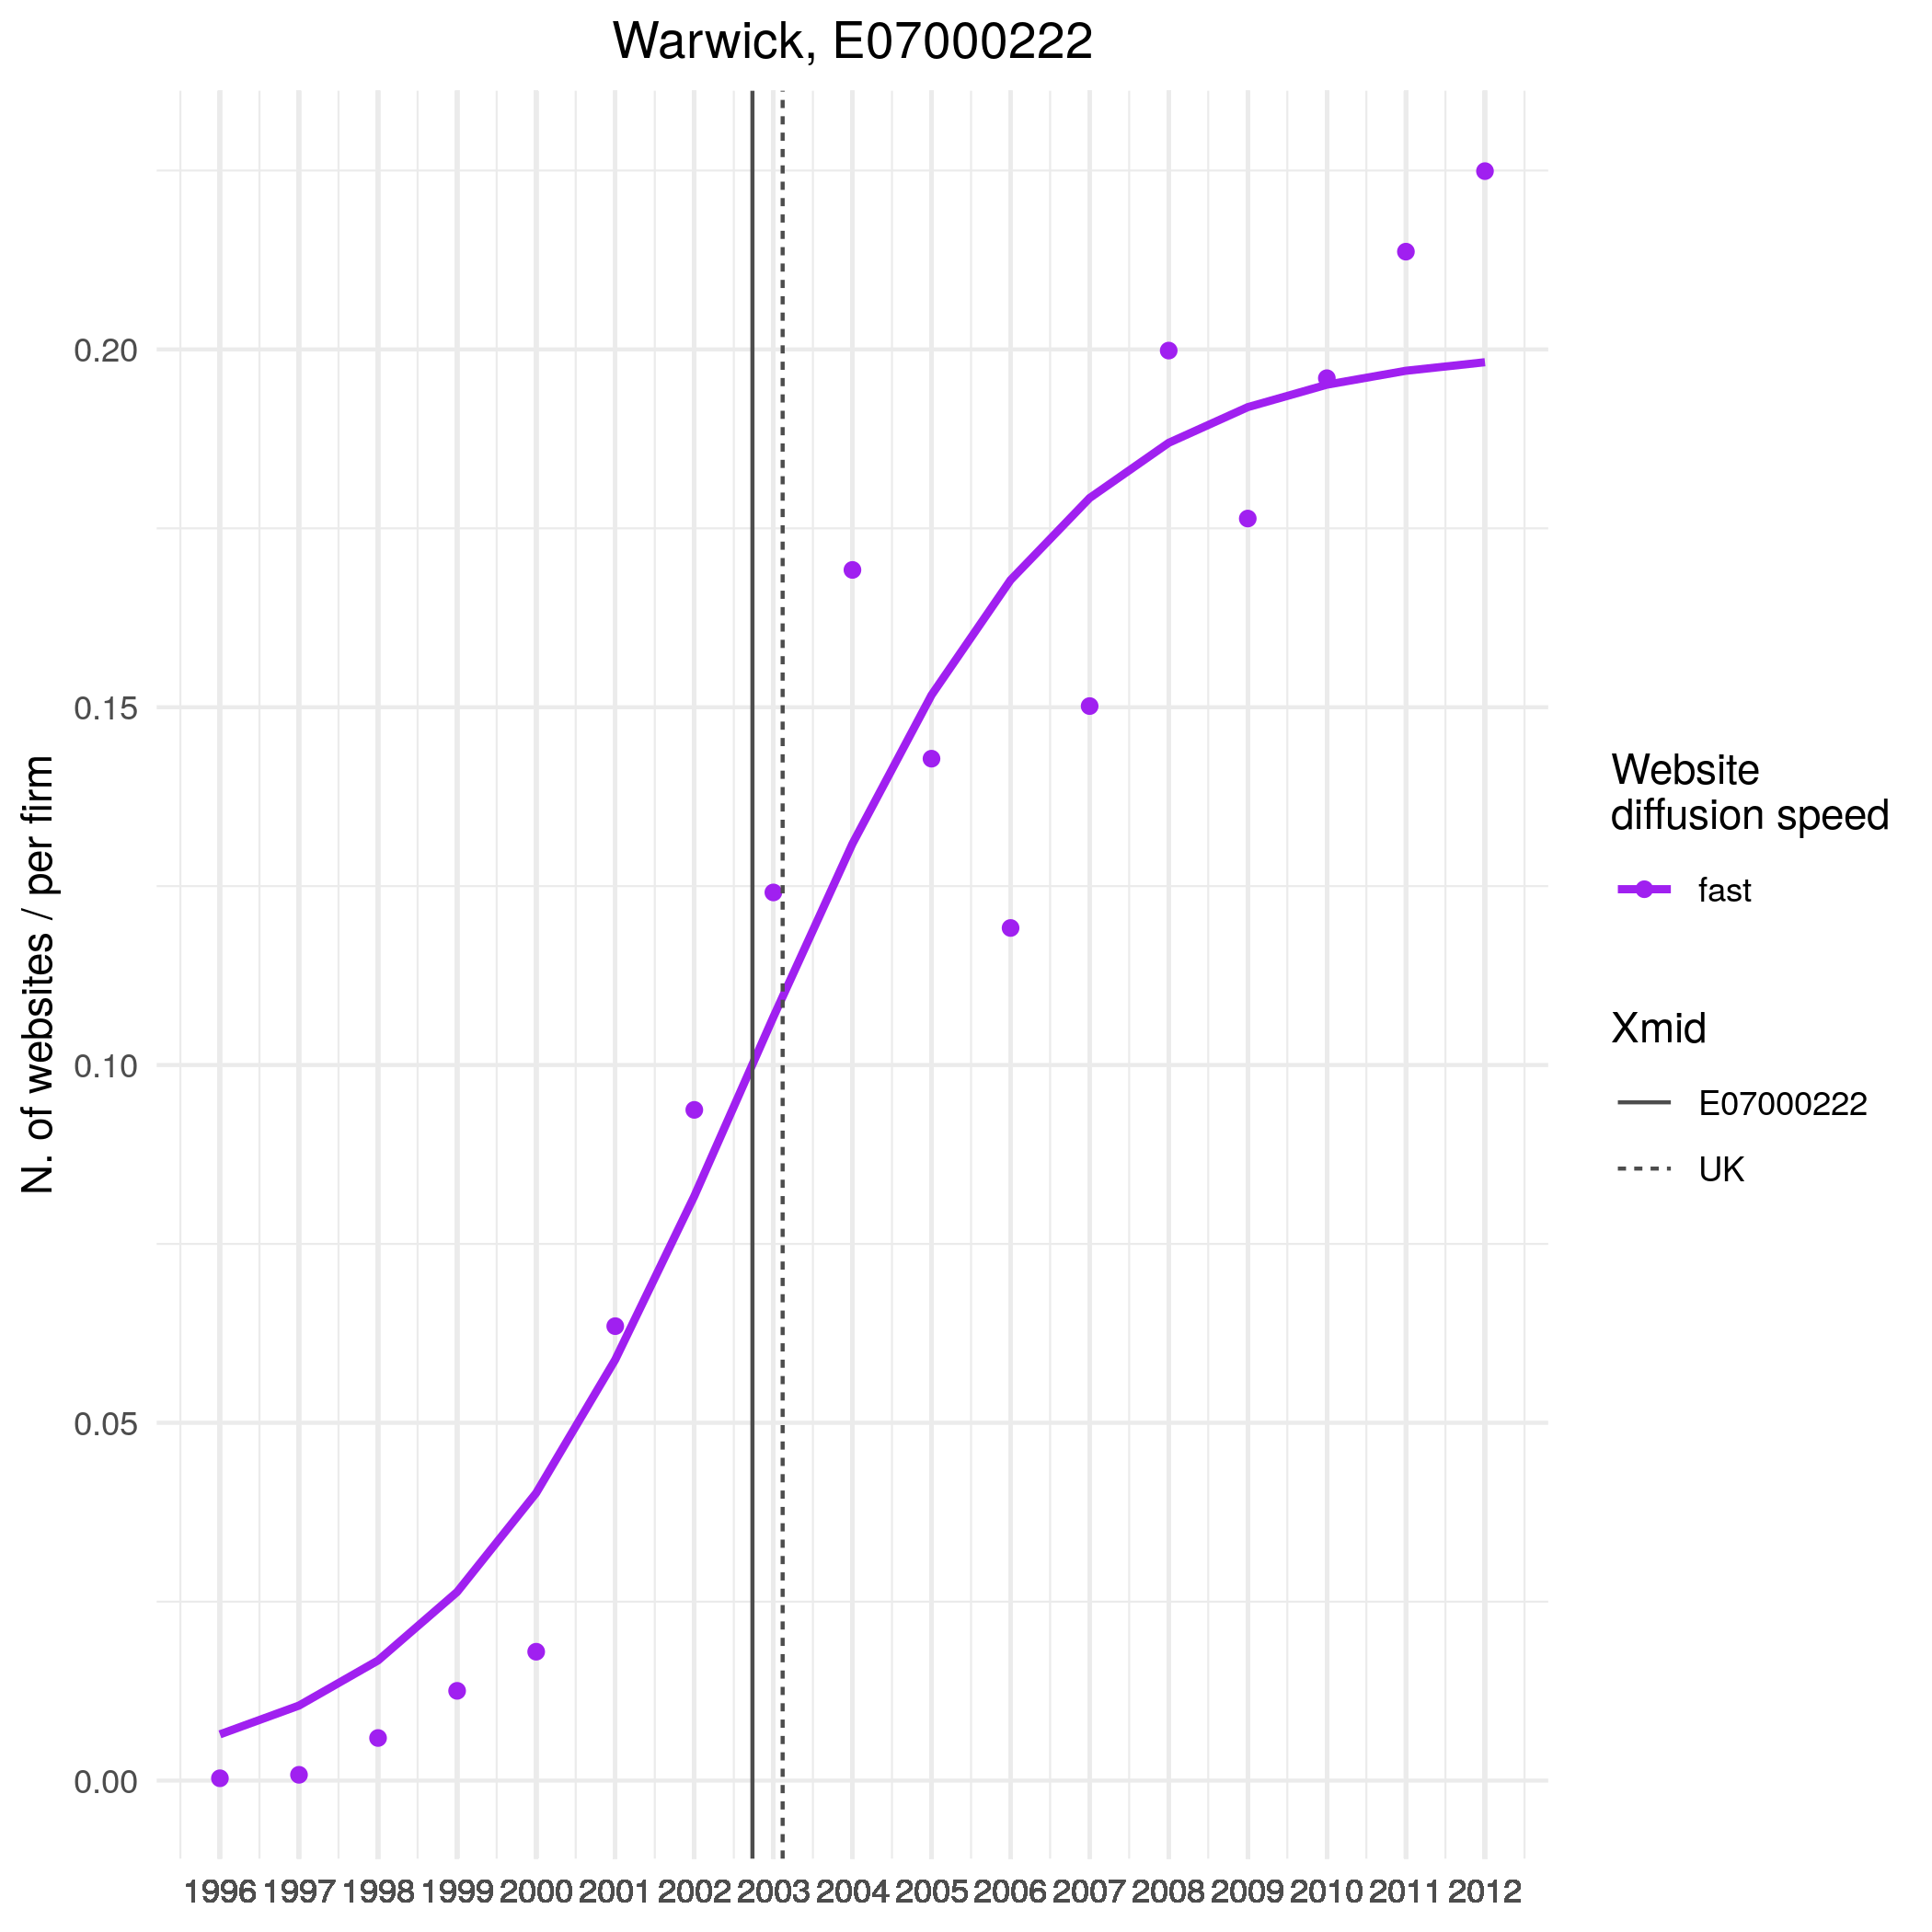 Warwick, E07000222
N. of websites / per firm
0.20
0.15
0.10
0.05
0.00
1996 1997 1998 1999 2000 2001 2002 2003 2004 2005 2006 2007 2008 2009 2010 2011 2012
Website
diffusion speed
fast
Xmid
E07000222
UK